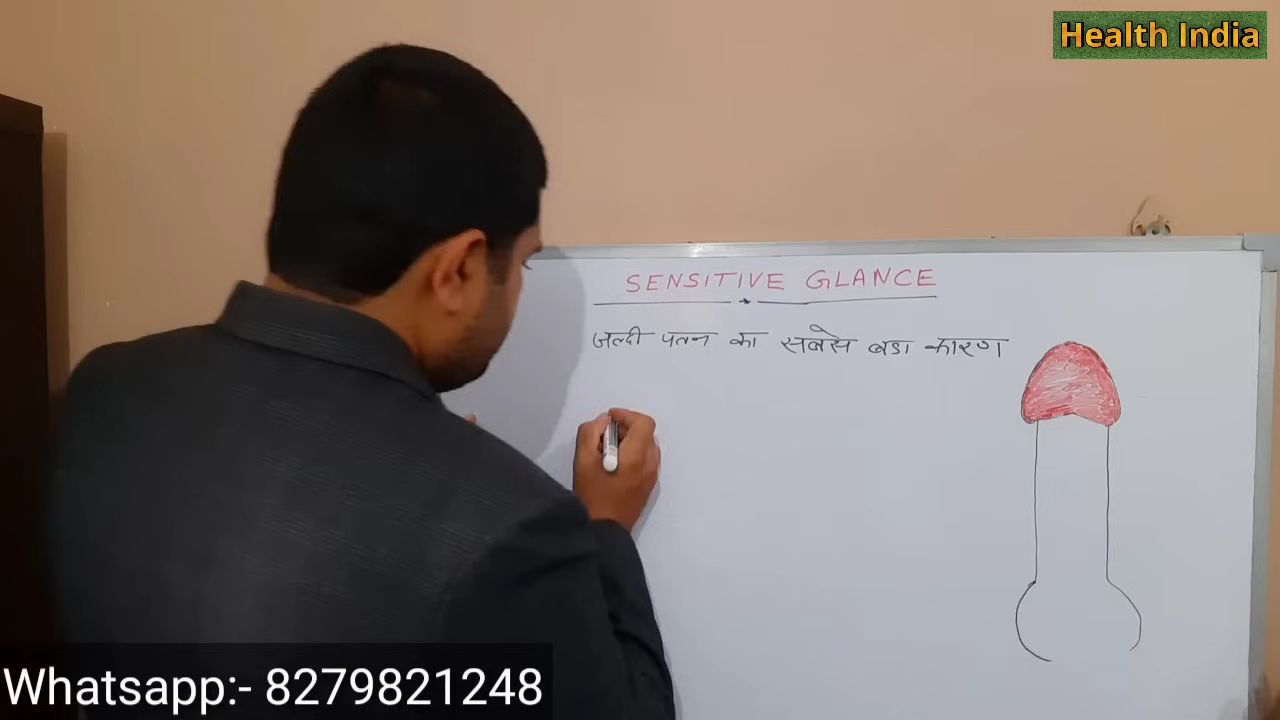 Health India
SENSITIVE GLANCE
जल्दी पतन का सबसे बडा कारण
Whatsapp:- 8279821248